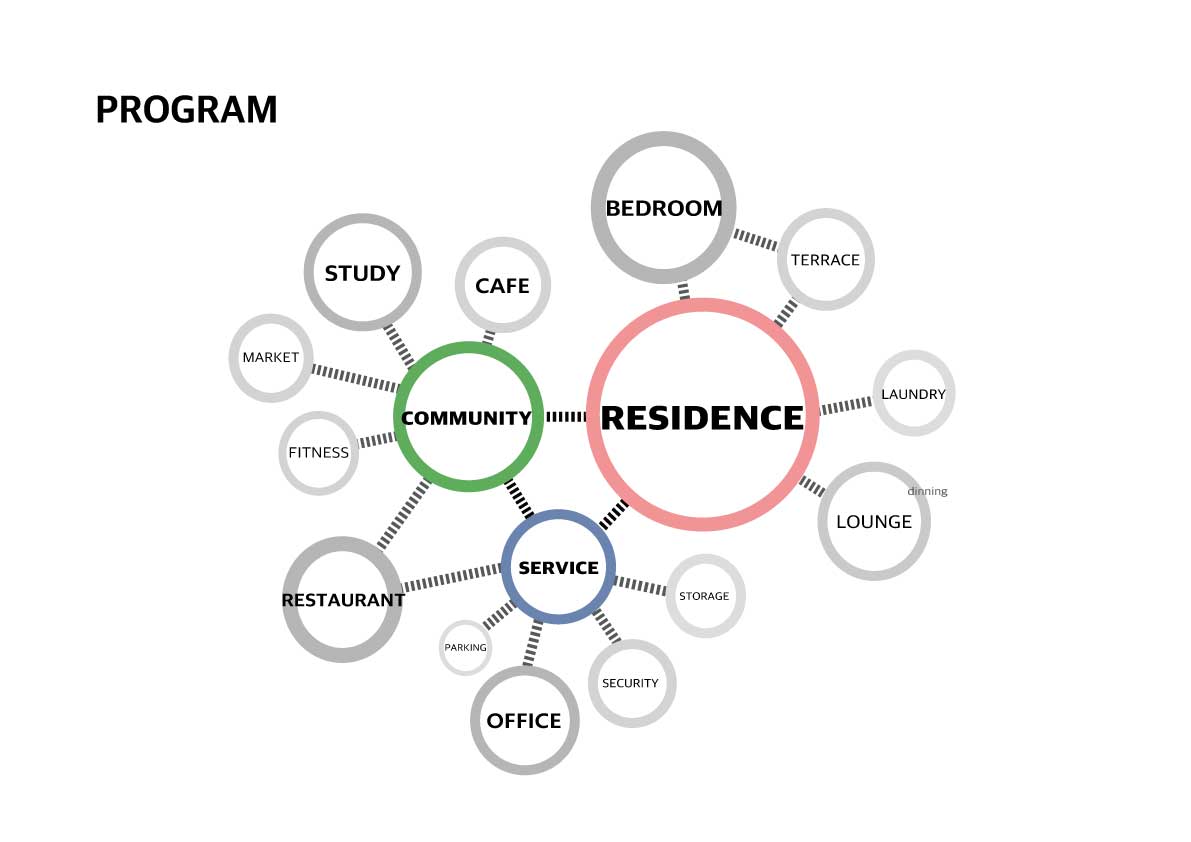 PROGRAM
BEDROOM
TERRACE
STUDY
CAFE
MARKET
LAUNDRY
COMMUNITY
RESIDENCE
FITNESS
dinning
LOUNGE
SERVICE
RESTAURANT
STORAGE
PARKING
SECURITY
OFFICE